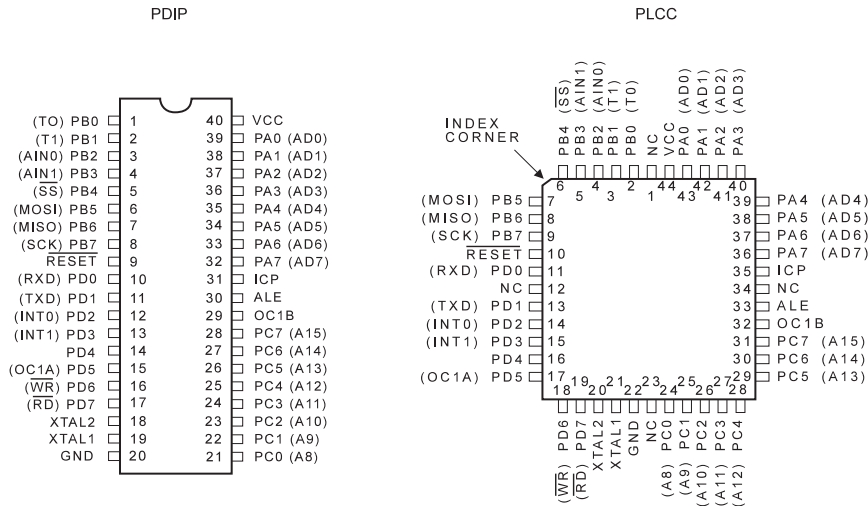 PDIP
(TO) PB0 1 40 VCC
(T1) PB1 2 39 PA0 (AD0)
(AIN0) PB2 3 38 PA1 (AD1)
(AIN1) PB3 4 37 PA2 (AD2)
(SS) PB4 5 36 PA3 (AD3)
(MOSI) PB5 6 35 PA4 (AD4)
(MISO) PB6 7 34 PA5 (AD5)
(SCK) PB7 8 33 PA6 (AD6)
RESET 9 32 PA7 (AD7)
(RXD) PD0 10 31 ICP
(TXD) PD1 11 30 ALE
(INT0) PD2 12 29 OC1B
(INT1) PD3 13 28 PC7 (A15)
PD4 14 27 PC6 (A14)
(OC1A) PD5 15 26 PC5 (A13)
(WR) PD6 16 25 PC4 (A12)
(RD) PD7 17 24 PC3 (A11)
XTAL2 18 23 PC2 (A10)
XTAL1 19 22 PC1 (A9)
GND 20 21 PC0 (A8)
PLCC
INDEX
CORNER
PB4 (SS)
PB3 (AIN1)
PB2 (AIN0)
PB1 (T1)
PB0 (T0)
NC
VCC
PA0 (AD0)
PA1 (AD1)
PA2 (AD2)
PA3 (AD3)
6 5 4 3 2 1 44 43 42 41 40
(MOSI) PB5 7 39 PA4 (AD4)
(MISO) PB6 8 38 PA5 (AD5)
(SCK) PB7 9 37 PA6 (AD6)
RESET 10 36 PA7 (AD7)
(RXD) PD0 11 35 ICP
NC 12 34 NC
(TXD) PD1 13 33 ALE
(INT0) PD2 14 32 OC1B
(INT1) PD3 15 31 PC7 (A15)
PD4 16 30 PC6 (A14)
(OC1A) PD5 17 29 PC5 (A13)
18 19 20 21 22 23 24 25 26 27 28
(WR) PD6
(RD) PD7
XTAL2
XTAL1
GND
NC
(A8) PC0
(A9) PC1
(A10) PC2
(A11) PC3
(A12) PC4